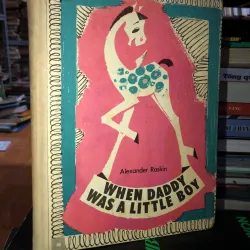 Alexander Raskin
WHEN DADDY
WAS A LITTLE BOY